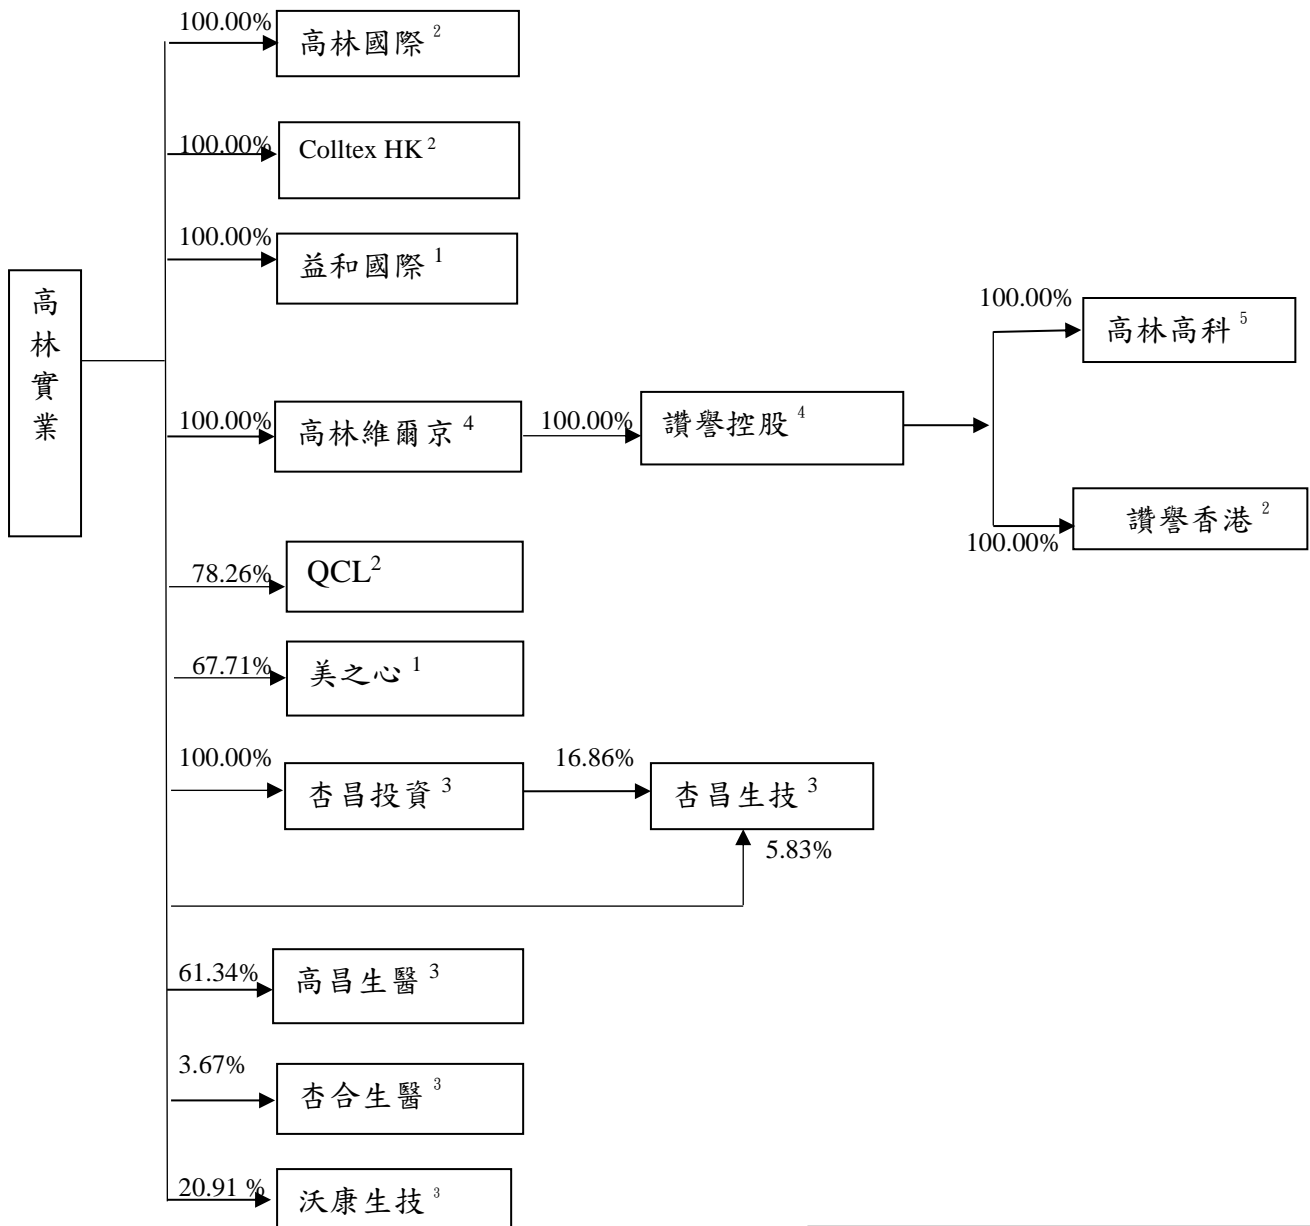 100.00%
高林國際 2
100.00%
Colltex HK 2
100.00%
益和國際 1
高林實業
100.00%
高林高科 5
100.00%
高林維爾京 4
100.00%
讚譽控股 4
讚譽香港 2
100.00%
78.26%
QCL 2
67.71%
美之心 1
100.00%
杏昌投資 3
16.86%
杏昌生技 3
5.83%
61.34%
高昌生醫 3
3.67%
杏合生醫 3
20.91 %
沃康生技 3